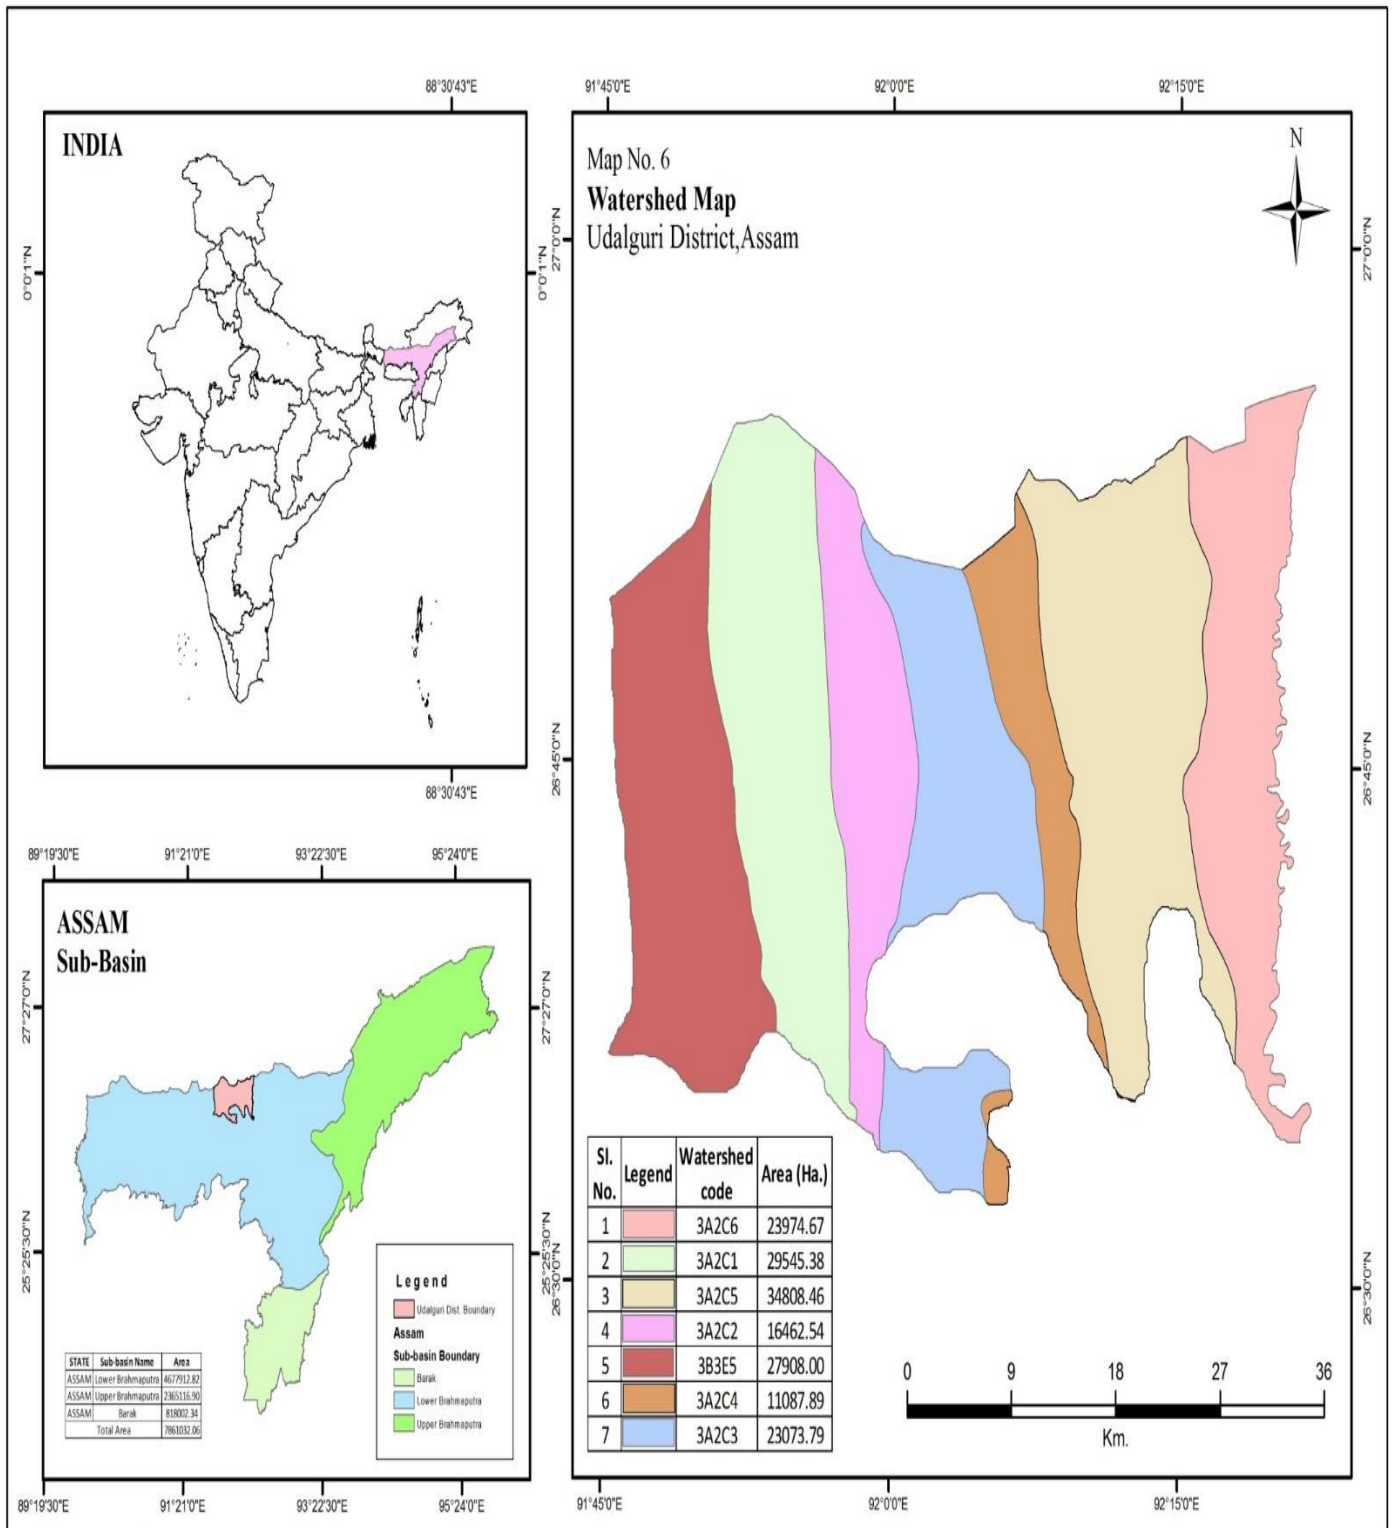 88°30'43"E
INDIA
0°0'1"N
0°0'1"N
88°30'43"E
91°45'0"E
92°0'0"E
92°15'0"E
Map No. 6
Watershed Map
Udalguri District,Assam
N
27°0'0"N
27°0'0"N
26°45'0"N
26°45'0"N
26°30'0"N
26°30'0"N
Sl. No. Legend Watershed code Area (Ha.)
1 3A2C6 23974.67
2 3A2C1 29545.38
3 3A2C5 34808.46
4 3A2C2 16462.54
5 3B3E5 27908.00
6 3A2C4 11087.89
7 3A2C3 23073.79
0 9 18 27 36
Km.
91°45'0"E
92°0'0"E
92°15'0"E
89°19'30"E
91°21'0"E
93°22'30"E
95°24'0"E
ASSAM
Sub-Basin
27°27'0"N
27°27'0"N
25°25'30"N
25°25'30"N
Legend
Udalguri Dist. Boundary
Assam
Sub-basin Boundary
Barak
Lower Brahmaputra
Upper Brahmaputra
STATE Sub-basin Name Area
ASSAM Lower Brahmaputra 4677912.82
ASSAM Upper Brahmaputra 2365116.90
ASSAM Barak 818002.34
Total Area 7861032.06
89°19'30"E
91°21'0"E
93°22'30"E
95°24'0"E